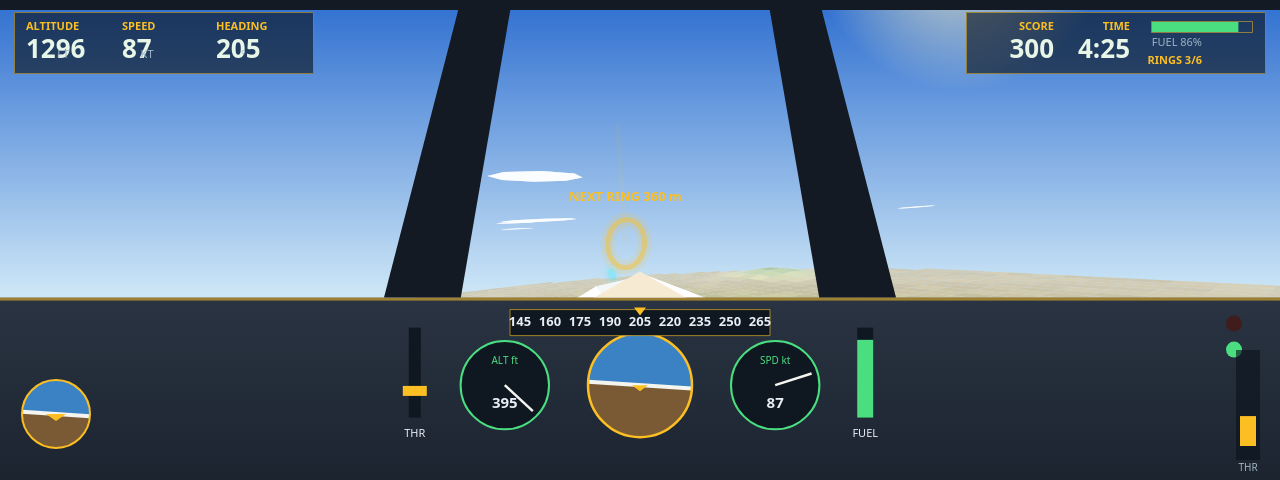 ALTITUDE SPEED HEADING
1296 87 KT 205
SCORE TIME
300 4:25
FUEL 86%
RINGS 3/6
NEXT RING 360 m
145 160 175 190 205 220 235 250 265
ALT ft
395
SPD kt
87
THR
FUEL
THR